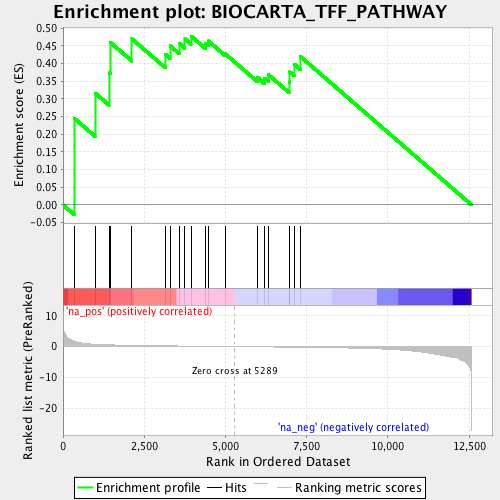 Enrichment plot: BIOCARTA_TFF_PATHWAY
Enrichment score (ES)
0.50
0.45
0.40
0.35
0.30
0.25
0.20
0.15
0.10
0.05
0.00
-0.05
'na_pos' (positively correlated)
Ranked list metric (PreRanked)
10
0
-10
-20
Zero cross at 5289
'na_neg' (negatively correlated)
0
2,500
5,000
7,500
10,000
12,500
Rank in Ordered Dataset
Enrichment profile
Hits
Ranking metric scores